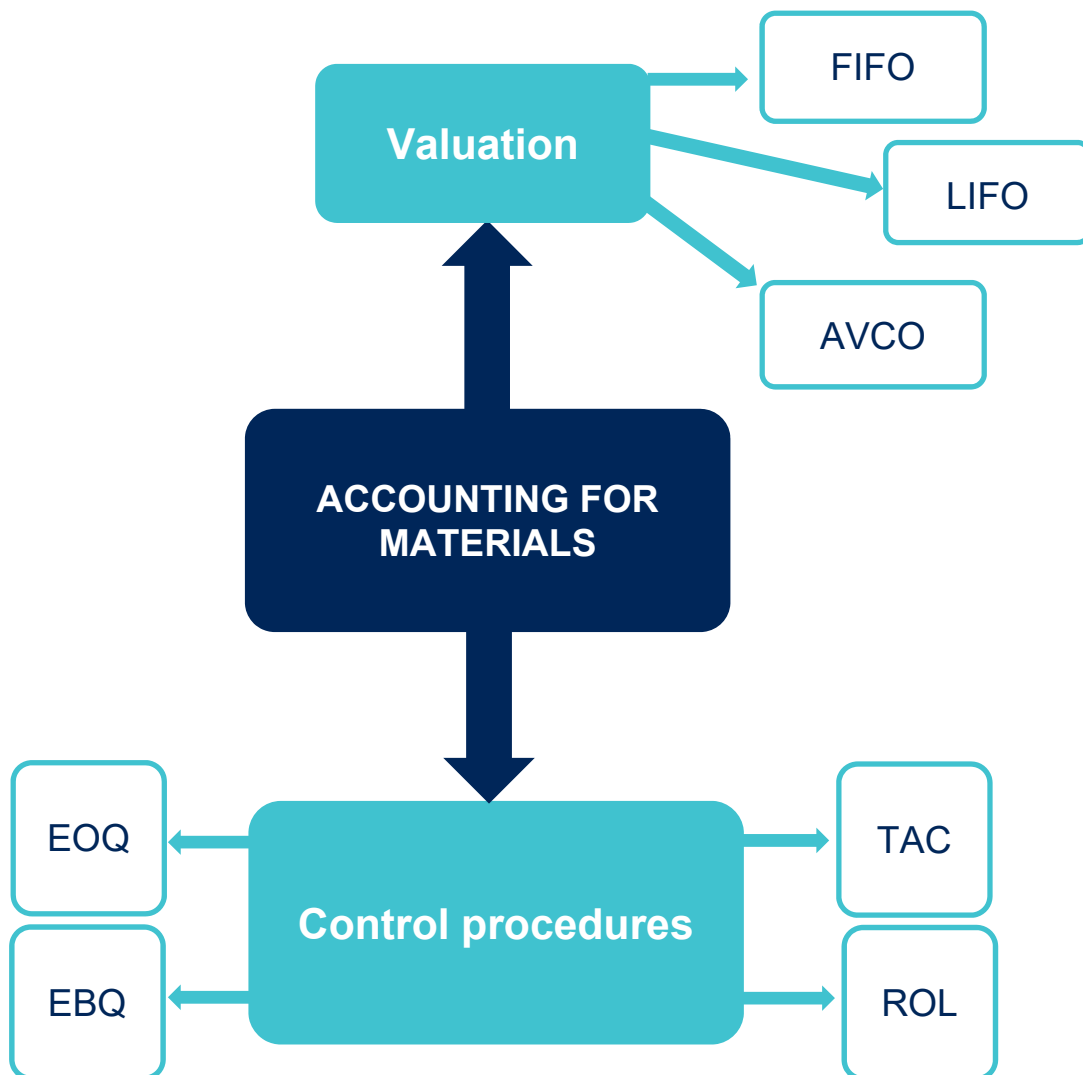 FIFO
Valuation
LIFO
AVCO
ACCOUNTING FOR
MATERIALS
EOQ
TAC
Control procedures
EBQ
ROL